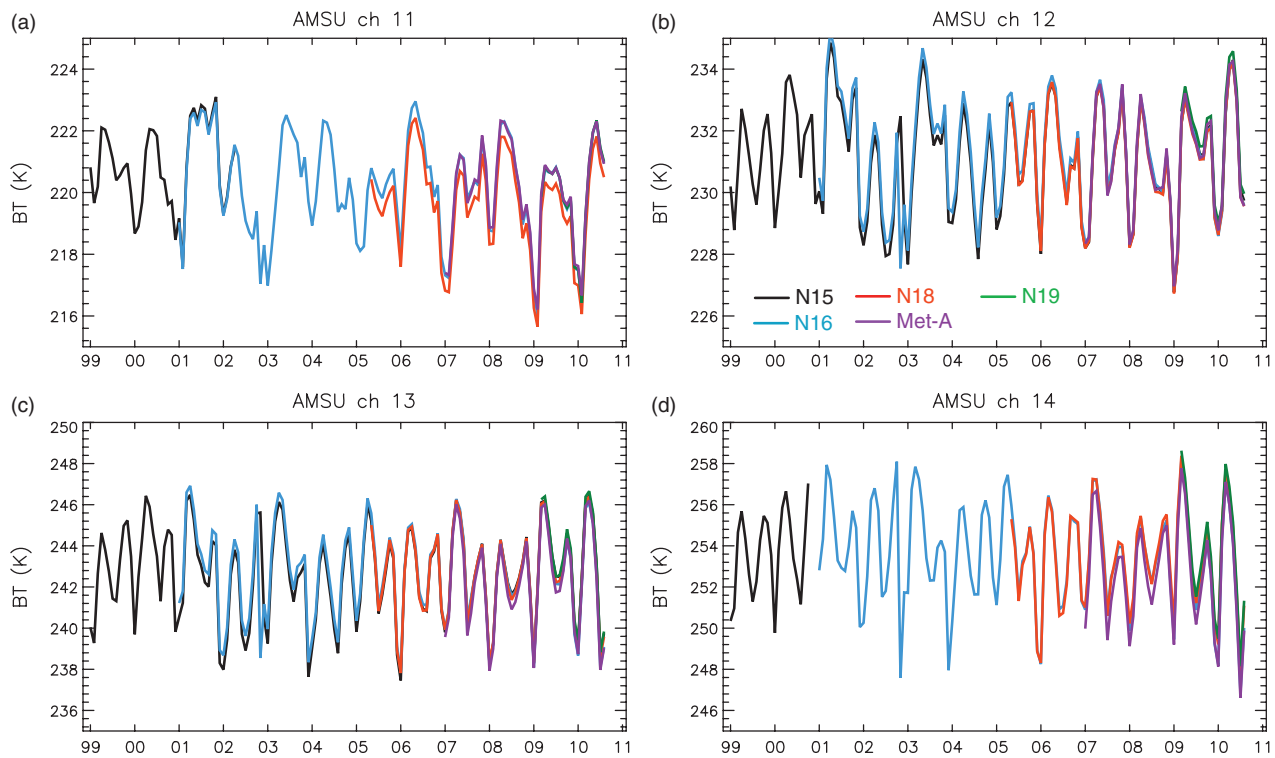 (a)
AMSU ch 11
BT (K)
224
222
220
218
216
99 00 01 02 03 04 05 06 07 08 09 10 11
(b)
AMSU ch 12
234
232
230
228
226
N15
N18
N19
N16
Met-A
99 00 01 02 03 04 05 06 07 08 09 10 11
(c)
AMSU ch 13
BT (K)
250
248
246
244
242
240
238
236
99 00 01 02 03 04 05 06 07 08 09 10 11
(d)
AMSU ch 14
BT (K)
260
258
256
254
252
250
248
246
99 00 01 02 03 04 05 06 07 08 09 10 11